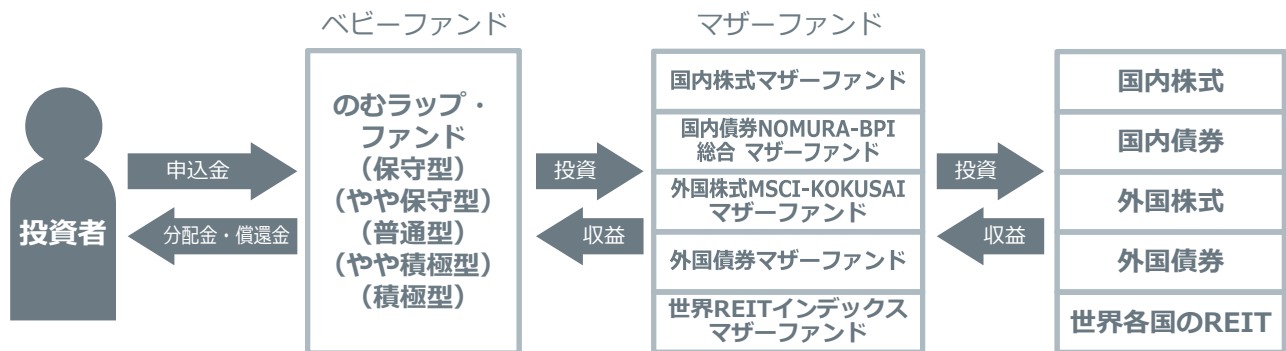 ベビーファンド
マザーファンド
投資者
申込金
分配金・償還金
のむラップ・
ファンド
(保守型)
(やや保守型)
(普通型)
(やや積極型)
(積極型)
投資
収益
国内株式マザーファンド
国内債券NOMURA-BPI
総合 マザーファンド
外国株式MSCI-KOKUSAI
マザーファンド
外国債券マザーファンド
世界REITインデックス
マザーファンド
投資
収益
国内株式
国内債券
外国株式
外国債券
世界各国のREIT